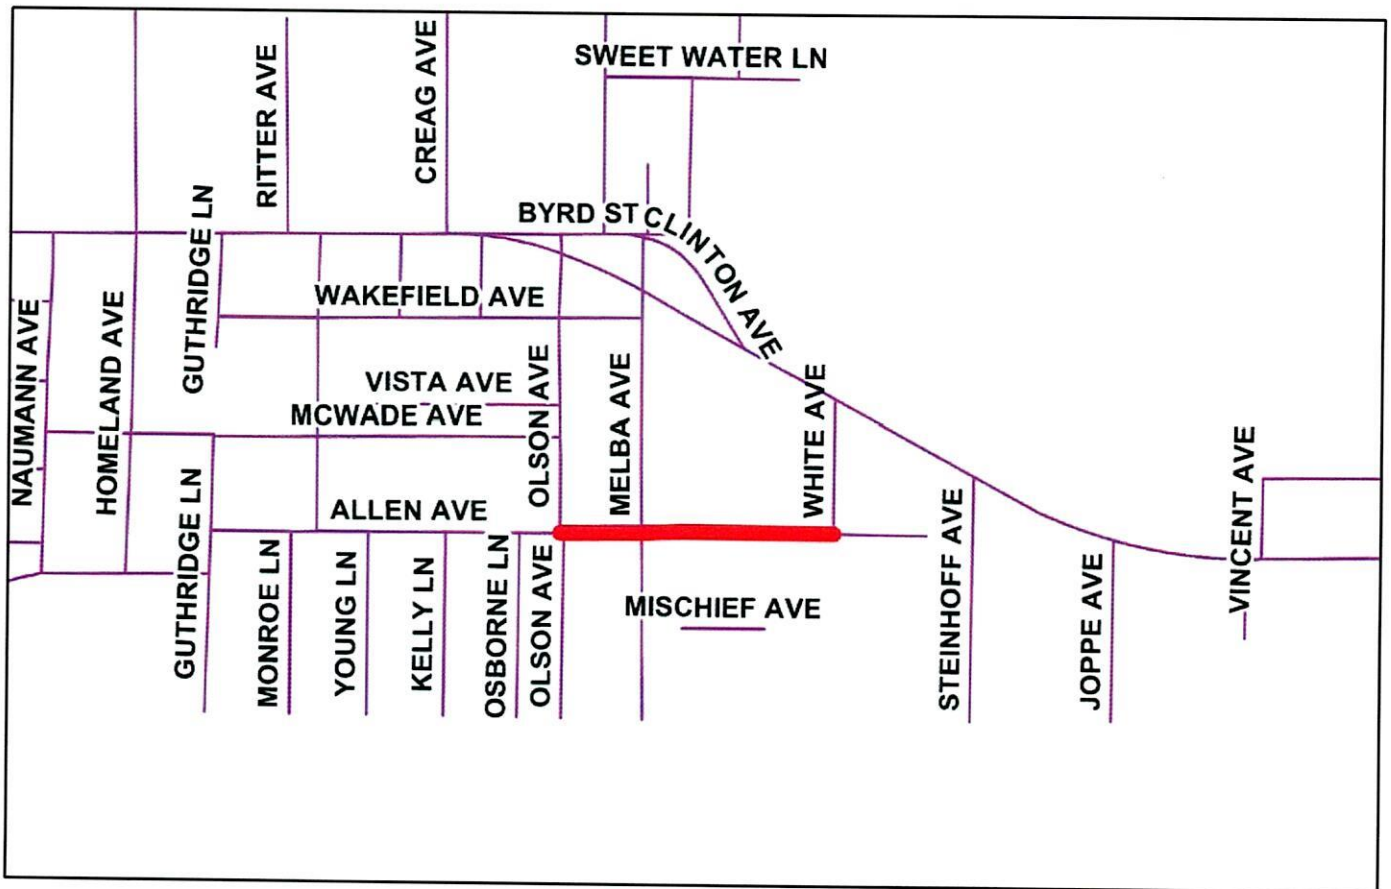 SWEET WATER LN
RITTER AVE
CREAG AVE
BYRD ST
CLINTON AVE
GUTHRIDGE LN
WAKEFIELD AVE
NAUMANN AVE
HOMELAND AVE
VISTA AVE
MCWADE AVE
OLSON AVE
MELBA AVE
WHITE AVE
VINCENT AVE
GUTHRIDGE LN
ALLEN AVE
MONROE LN
YOUNG LN
KELLY LN
OSBORNE LN
OLSON AVE
MISCHIEF AVE
STEINHOFF AVE
JOPPE AVE